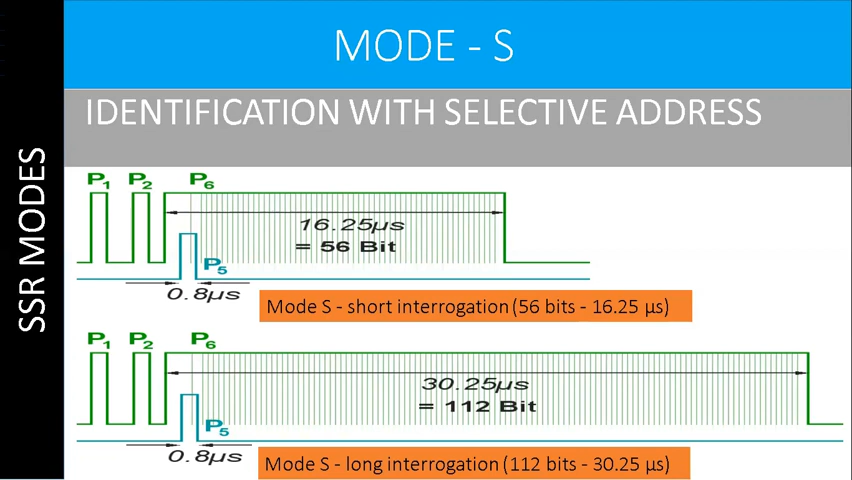 MODE - S
IDENTIFICATION WITH SELECTIVE ADDRESS
SSR MODES
P1 P2 P6
16.25µs
= 56 Bit
P5
0.8µs
Mode S - short interrogation (56 bits - 16.25 µs)
P1 P2 P6
30.25µs
= 112 Bit
P5
0.8µs
Mode S - long interrogation (112 bits - 30.25 µs)